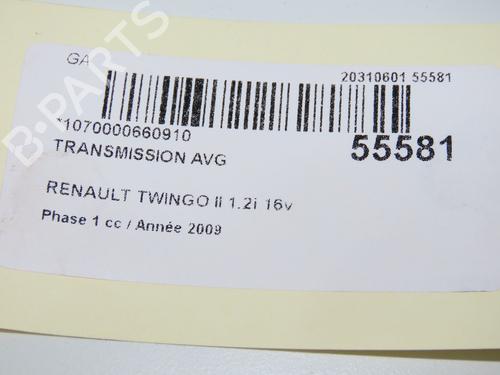 GA
20310601 55581
*1070000660910
55581
TRANSMISSION AVG
RENAULT TWINGO II 1.2i 16v
Phase 1 cc / Année 2009
B-PARTS